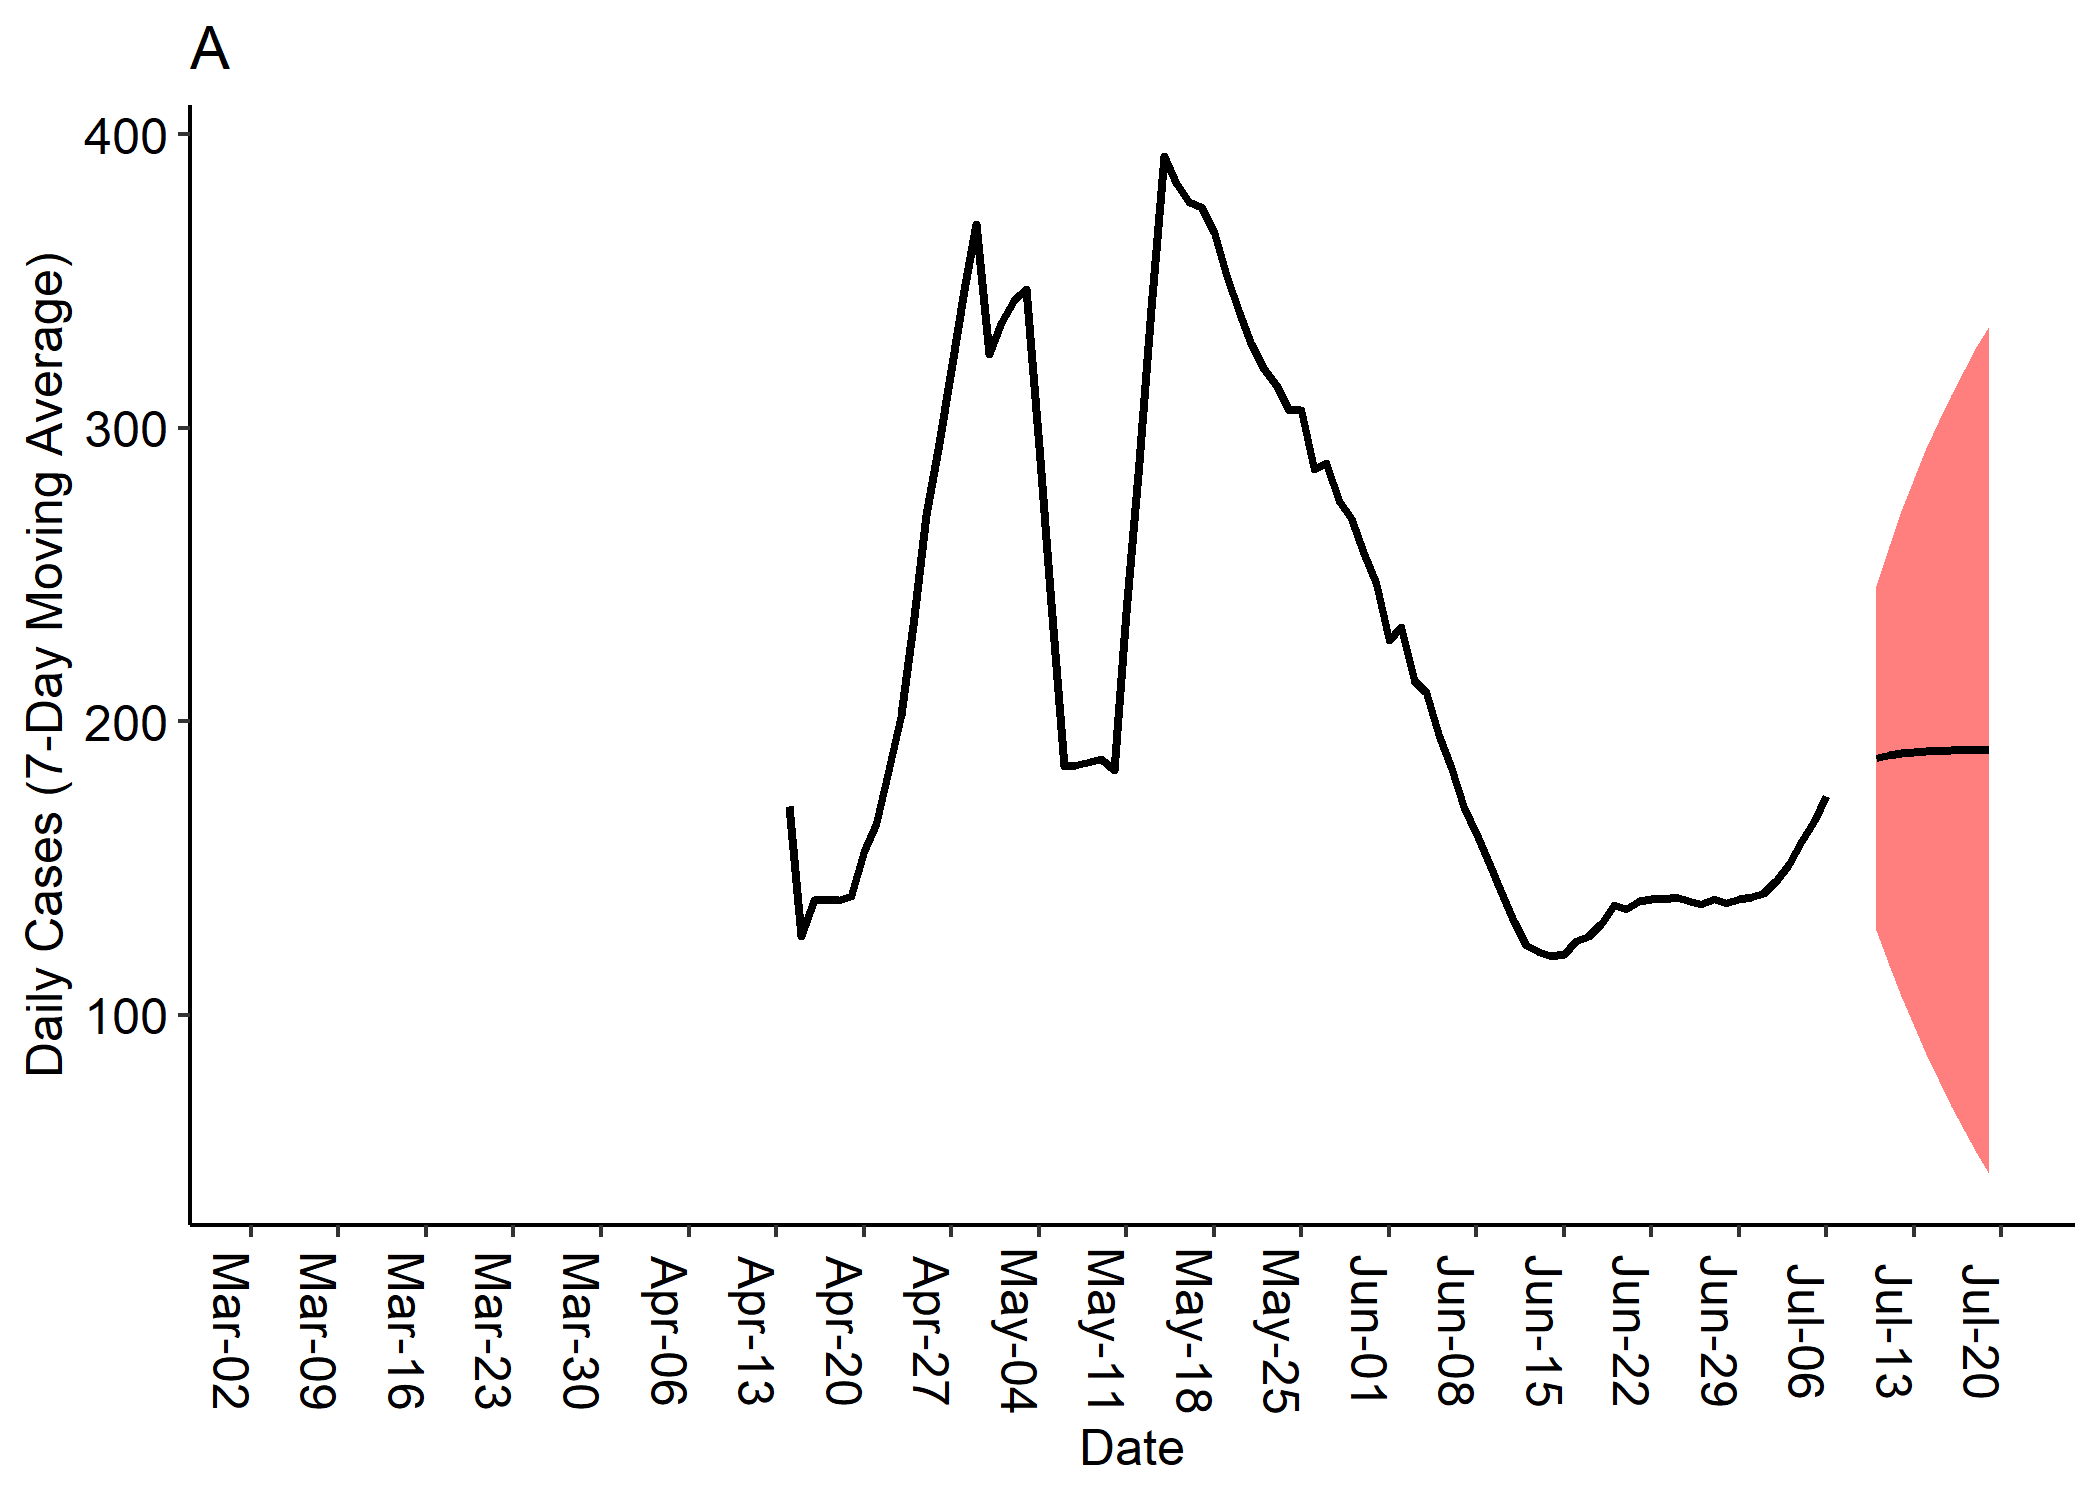 A
Daily Cases (7-Day Moving Average)
400
300
200
100
Mar-02
Mar-09
Mar-16
Mar-23
Mar-30
Apr-06
Apr-13
Apr-20
Apr-27
May-04
May-11
May-18
May-25
Jun-01
Jun-08
Jun-15
Jun-22
Jun-29
Jul-06
Jul-13
Jul-20
Date